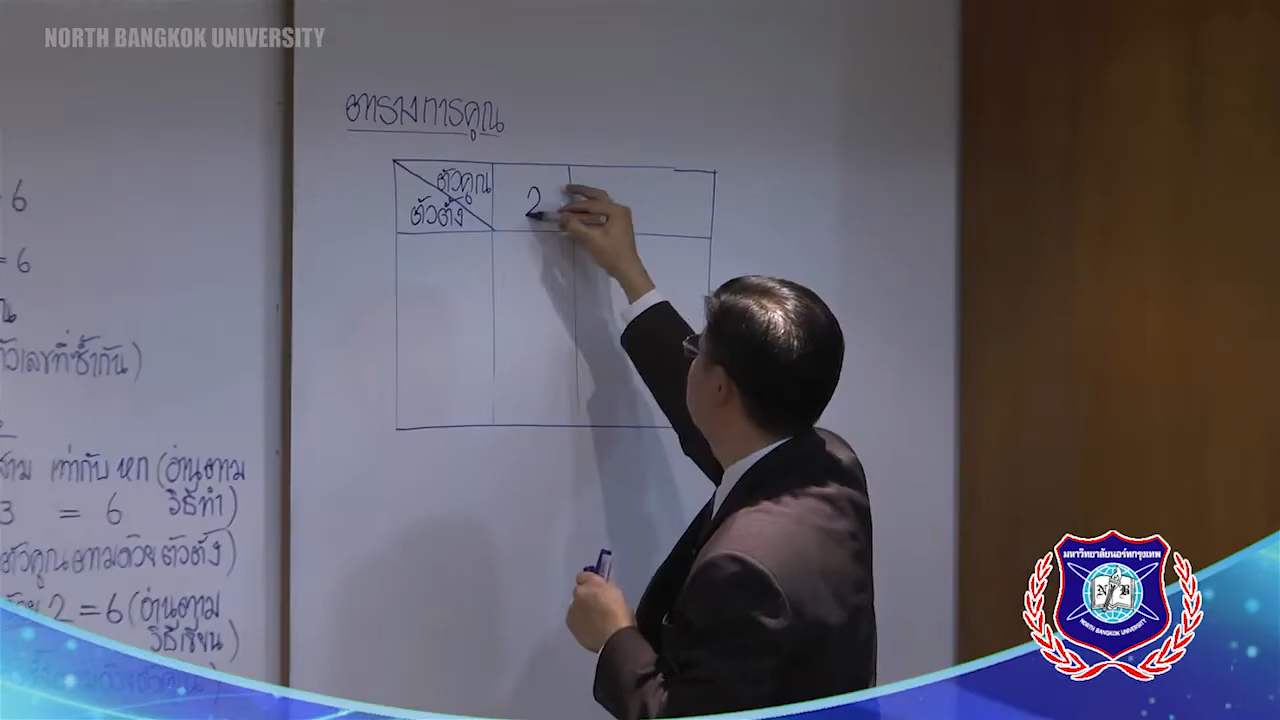 NORTH BANGKOK UNIVERSITY
ตารางการคูณ
ตัวคูณ
ตัวตั้ง
2
= 6
= 6
ตัวเลขที่ซ้ำกัน)
สาม เท่ากับ หก (อ่านตาม
วิธีทำ)
3 = 6
ตัวคูณตามด้วยตัวตั้ง)
2 = 6 (อ่านตาม
วิธีเขียน)
มหาวิทยาลัยนอร์ทกรุงเทพ
N B
NORTH BANGKOK UNIVERSITY